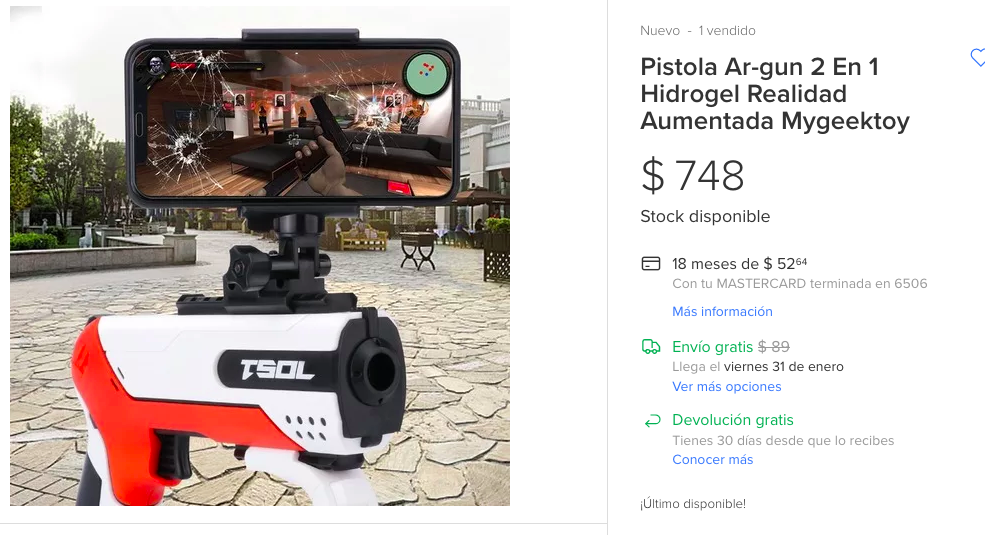 Nuevo - 1 vendido
Pistola Ar-gun 2 En 1
Hidrogel Realidad
Aumentada Mygeektoy
$ 748
Stock disponible
18 meses de $ 52⁶⁴
Con tu MASTERCARD terminada en 6506
Más información
Envío gratis $ 89
Llega el viernes 31 de enero
Ver más opciones
Devolución gratis
Tienes 30 días desde que lo recibes
Conocer más
¡Último disponible!
TSOL